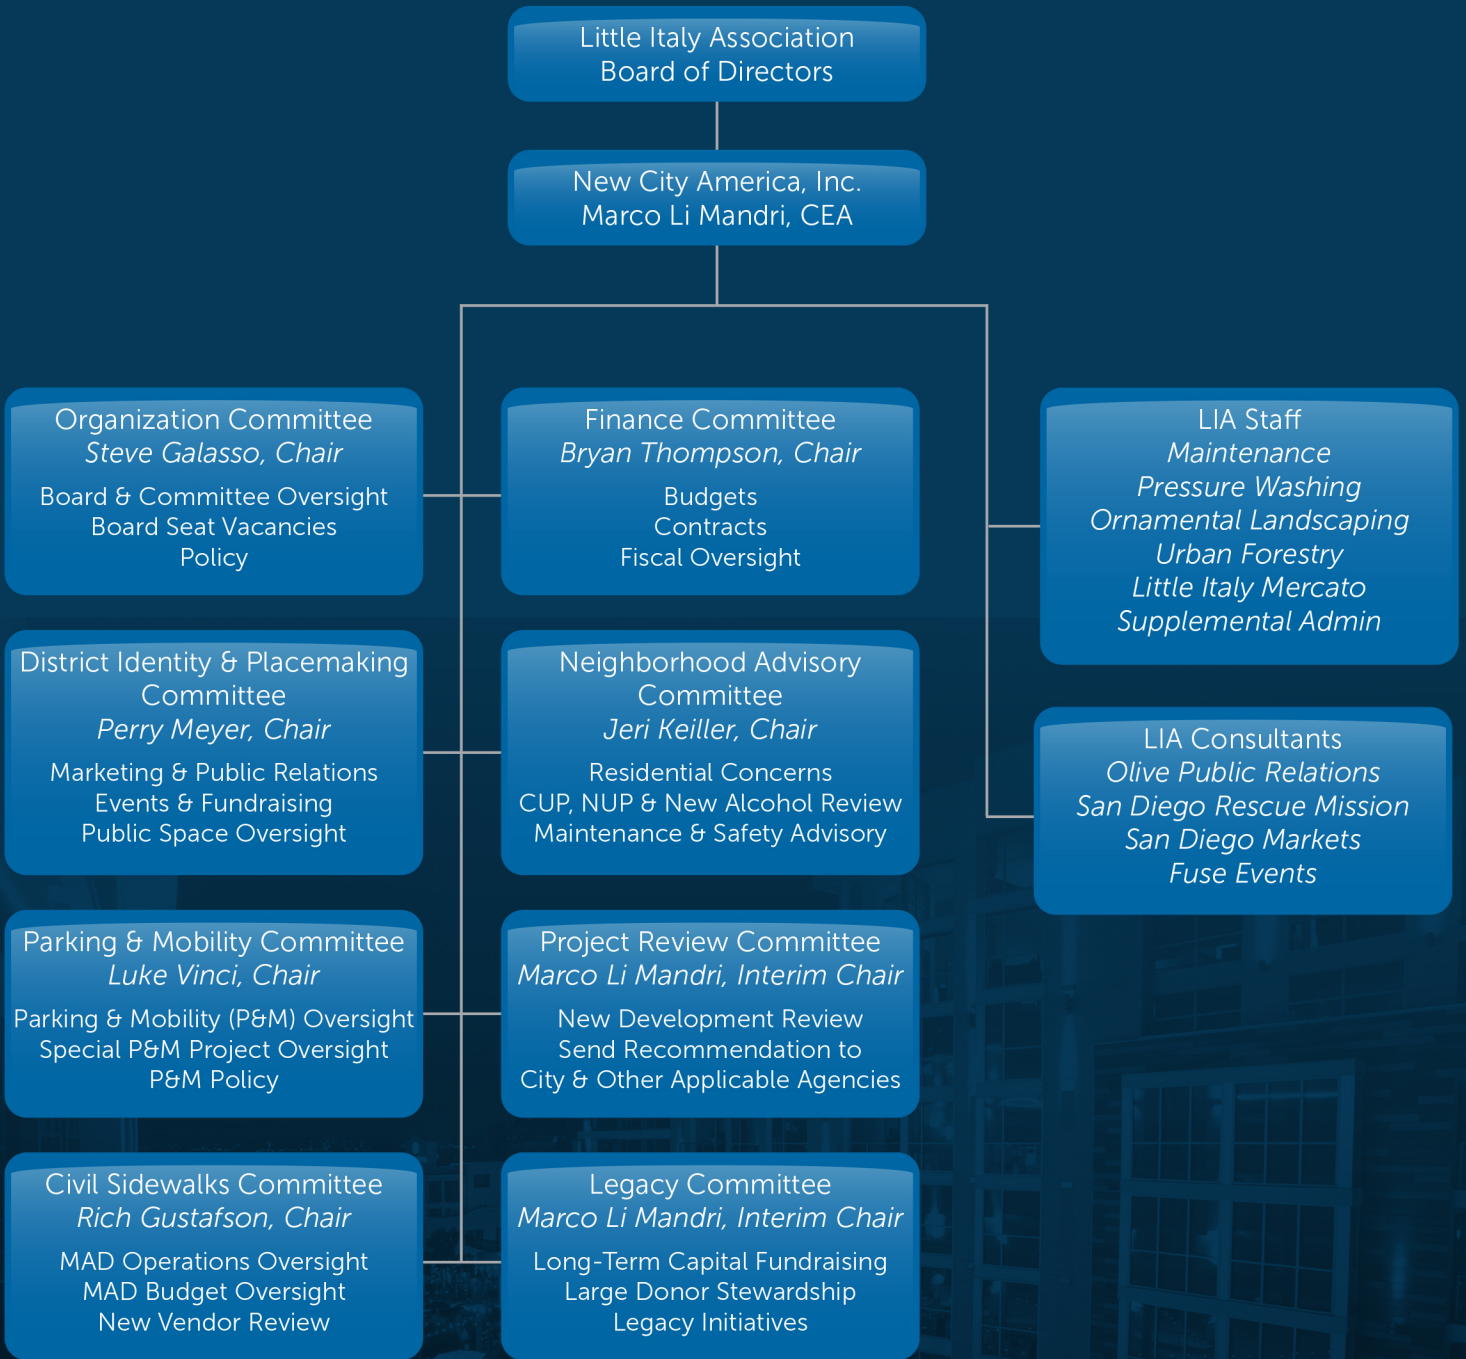 Little Italy Association
Board of Directors
New City America, Inc.
Marco Li Mandri, CEA
Organization Committee
Steve Galasso, Chair
Board & Committee Oversight
Board Seat Vacancies
Policy
Finance Committee
Bryan Thompson, Chair
Budgets
Contracts
Fiscal Oversight
LIA Staff
Maintenance
Pressure Washing
Ornamental Landscaping
Urban Forestry
Little Italy Mercato
Supplemental Admin
District Identity & Placemaking
Committee
Perry Meyer, Chair
Marketing & Public Relations
Events & Fundraising
Public Space Oversight
Neighborhood Advisory
Committee
Jeri Keiller, Chair
Residential Concerns
CUP, NUP & New Alcohol Review
Maintenance & Safety Advisory
LIA Consultants
Olive Public Relations
San Diego Rescue Mission
San Diego Markets
Fuse Events
Parking & Mobility Committee
Luke Vinci, Chair
Parking & Mobility (P&M) Oversight
Special P&M Project Oversight
P&M Policy
Project Review Committee
Marco Li Mandri, Interim Chair
New Development Review
Send Recommendation to
City & Other Applicable Agencies
Civil Sidewalks Committee
Rich Gustafson, Chair
MAD Operations Oversight
MAD Budget Oversight
New Vendor Review
Legacy Committee
Marco Li Mandri, Interim Chair
Long-Term Capital Fundraising
Large Donor Stewardship
Legacy Initiatives